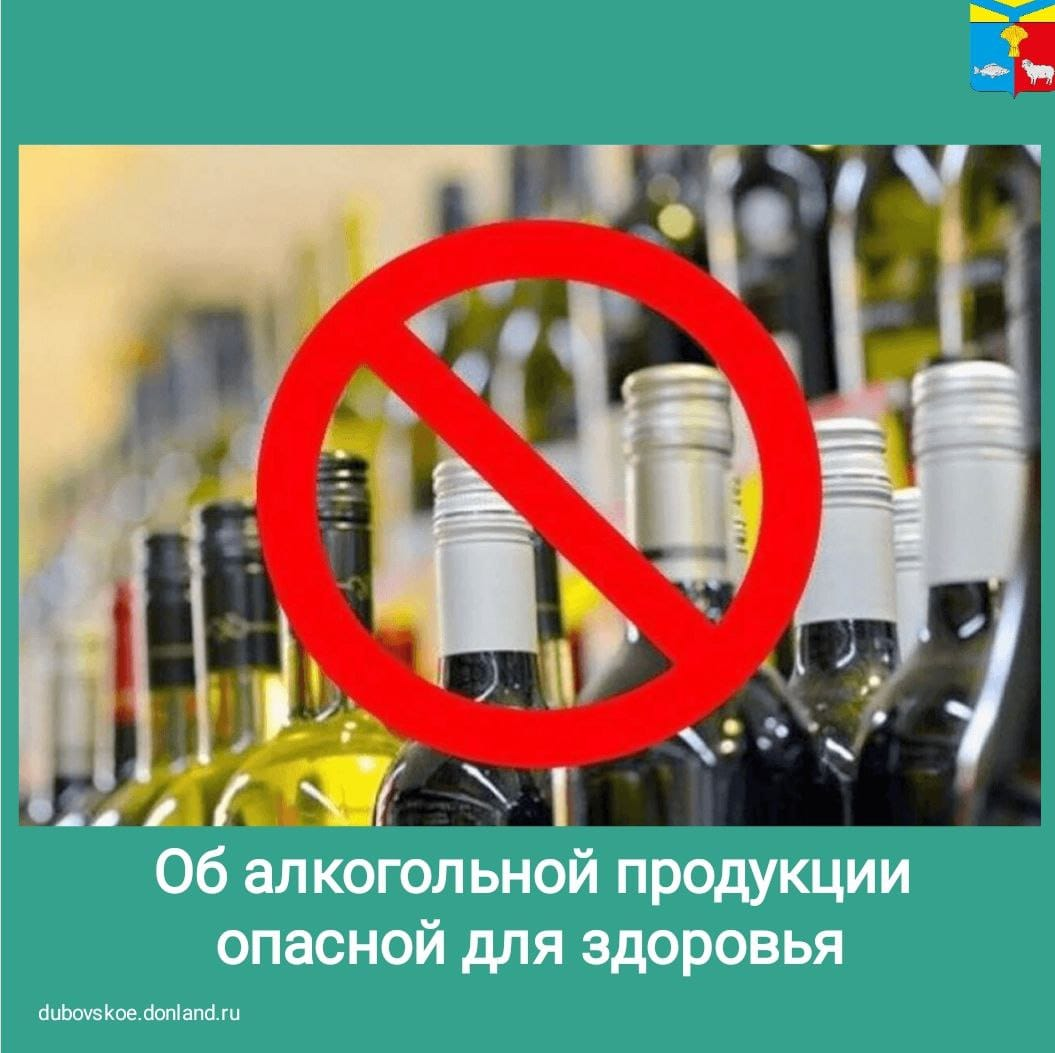 Об алкогольной продукции
опасной для здоровья
dubovskoe.donland.ru